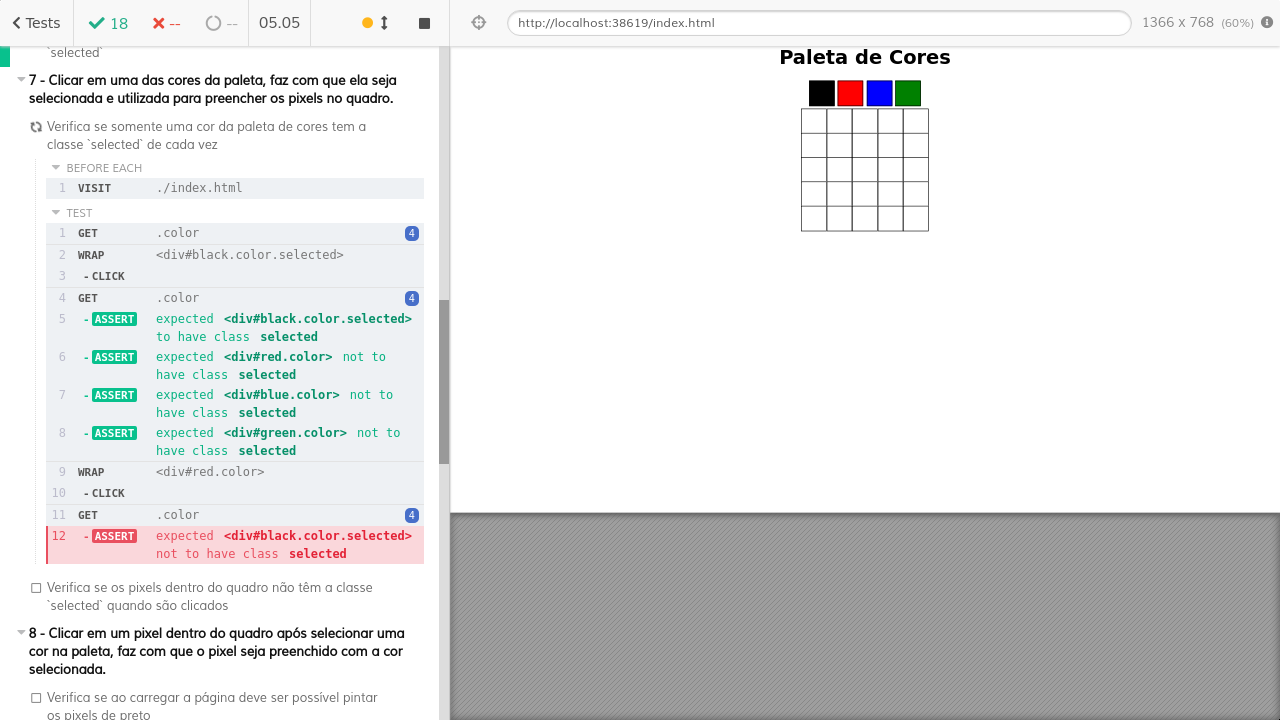 Tests
18
--
--
05.05
http://localhost:38619/index.html
1366 x 768 (60%)
`selected`
7 - Clicar em uma das cores da paleta, faz com que ela seja
selecionada e utilizada para preencher os pixels no quadro.
Verifica se somente uma cor da paleta de cores tem a
classe `selected` de cada vez
BEFORE EACH
1 VISIT ./index.html
TEST
1 GET .color 4
2 WRAP <div#black.color.selected>
3 - CLICK
4 GET .color 4
5 - ASSERT expected <div#black.color.selected>
to have class selected
6 - ASSERT expected <div#red.color> not to
have class selected
7 - ASSERT expected <div#blue.color> not to
have class selected
8 - ASSERT expected <div#green.color> not to
have class selected
9 WRAP <div#red.color>
10 - CLICK
11 GET .color 4
12 - ASSERT expected <div#black.color.selected>
not to have class selected
Verifica se os pixels dentro do quadro não têm a classe
`selected` quando são clicados
8 - Clicar em um pixel dentro do quadro após selecionar uma
cor na paleta, faz com que o pixel seja preenchido com a cor
selecionada.
Verifica se ao carregar a página deve ser possível pintar
os pixels de preto
Paleta de Cores